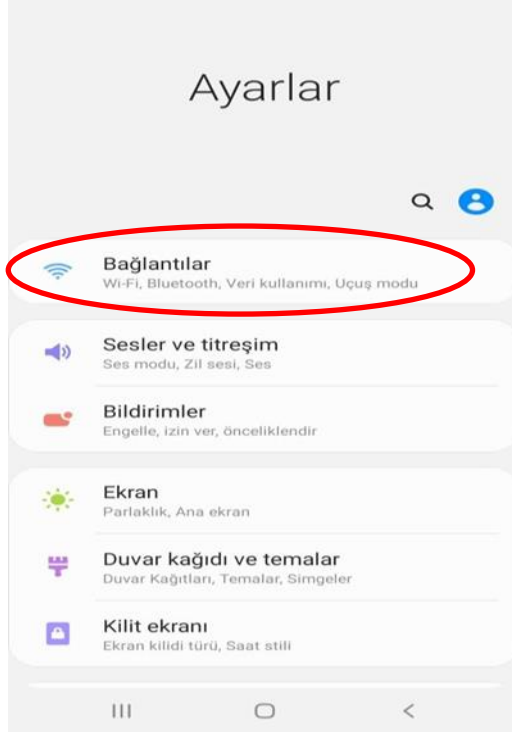 Ayarlar
Bağlantılar
Wi-Fi, Bluetooth, Veri kullanımı, Uçuş modu
Sesler ve titreşim
Ses modu, Zil sesi, Ses
Bildirimler
Engelle, izin ver, önceliklendir
Ekran
Parlaklık, Ana ekran
Duvar kağıdı ve temalar
Duvar Kağıtları, Temalar, Simgeler
Kilit ekranı
Ekran kilidi türü, Saat stili